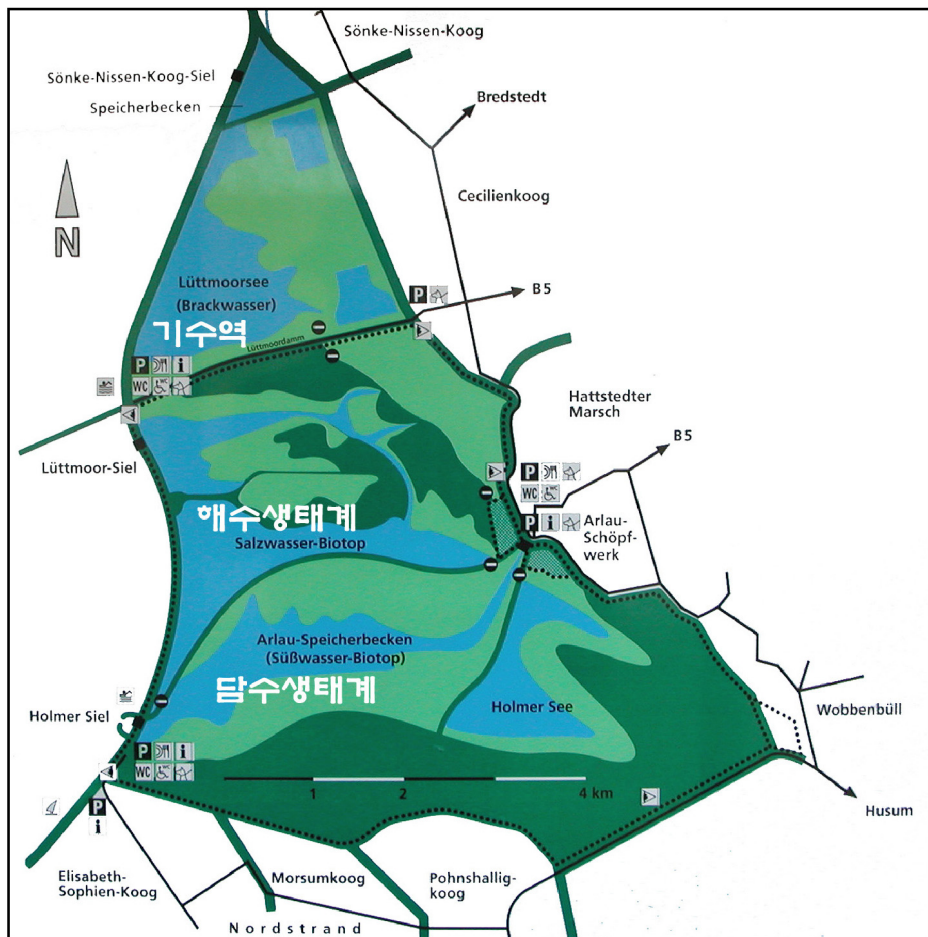 Sönke-Nissen-Koog
Sönke-Nissen-Koog-Siel
Speicherbecken
Bredstedt
N
Cecilienkoog
Lüttmoorsee
(Brackwasser)
기수역
B5
P
Lüttmoordamm
P i
WC WC
Hattstedter
Marsch
B5
Lüttmoor-Siel
P
WC WC
해수생태계
Salzwasser-Biotop
P i
Arlau-
Schöpf-
werk
Arlau-Speicherbecken
(Süßwasser-Biotop)
담수생태계
Holmer See
Holmer Siel
Wobbenbüll
P i
WC WC
1 2 4 km
P
i
Husum
Elisabeth-
Sophien-Koog
Morsumkoog
Pohnshallig-
koog
Nordstrand